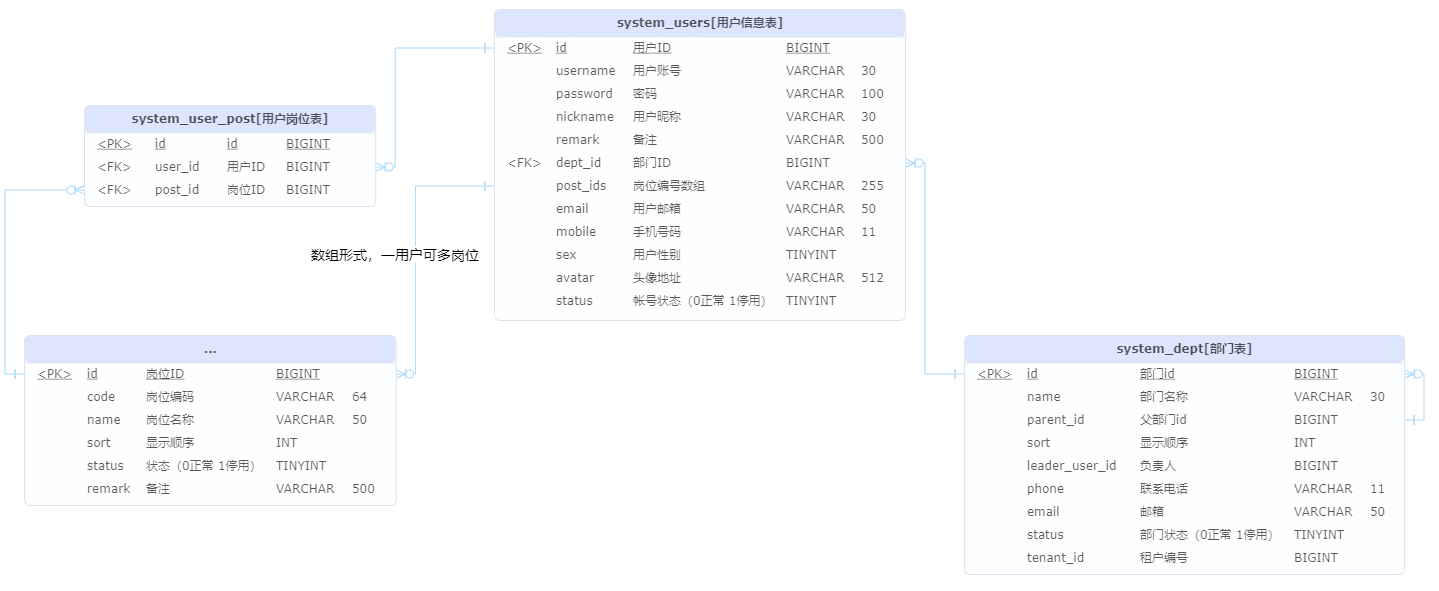 system_users[用户信息表]
<PK> id 用户ID BIGINT
username 用户账号 VARCHAR 30
password 密码 VARCHAR 100
nickname 用户昵称 VARCHAR 30
remark 备注 VARCHAR 500
<FK> dept_id 部门ID BIGINT
post_ids 岗位编号数组 VARCHAR 255
email 用户邮箱 VARCHAR 50
mobile 手机号码 VARCHAR 11
sex 用户性别 TINYINT
avatar 头像地址 VARCHAR 512
status 帐号状态（0正常 1停用） TINYINT
system_user_post[用户岗位表]
<PK> id id BIGINT
<FK> user_id 用户ID BIGINT
<FK> post_id 岗位ID BIGINT
数组形式，一用户可多岗位
...
<PK> id 岗位ID BIGINT
code 岗位编码 VARCHAR 64
name 岗位名称 VARCHAR 50
sort 显示顺序 INT
status 状态（0正常 1停用） TINYINT
remark 备注 VARCHAR 500
system_dept[部门表]
<PK> id 部门id BIGINT
name 部门名称 VARCHAR 30
parent_id 父部门id BIGINT
sort 显示顺序 INT
leader_user_id 负责人 BIGINT
phone 联系电话 VARCHAR 11
email 邮箱 VARCHAR 50
status 部门状态（0正常 1停用） TINYINT
tenant_id 租户编号 BIGINT